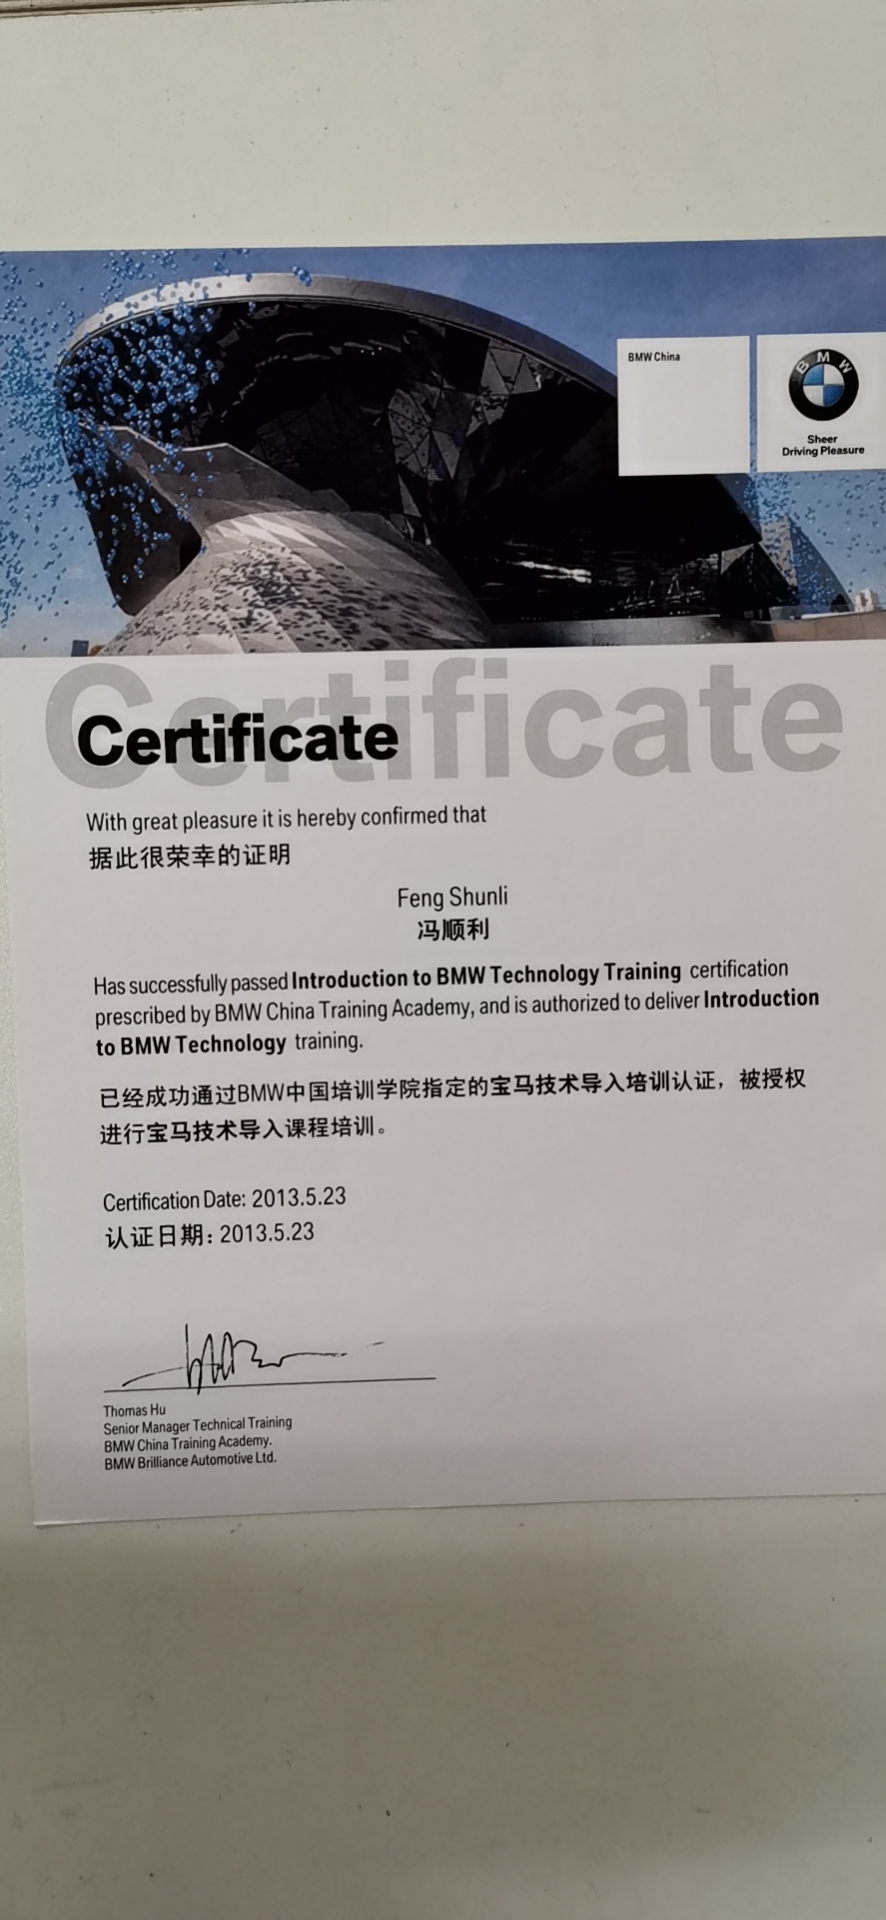 BMW China
BMW
Sheer
Driving Pleasure
Certificate
Certificate
With great pleasure it is hereby confirmed that
据此很荣幸的证明
Feng Shunli
冯顺利
Has successfully passed Introduction to BMW Technology Training certification
prescribed by BMW China Training Academy, and is authorized to deliver Introduction
to BMW Technology training.
已经成功通过BMW中国培训学院指定的宝马技术导入培训认证，被授权
进行宝马技术导入课程培训。
Certification Date: 2013.5.23
认证日期: 2013.5.23
Thomas Hu
Senior Manager Technical Training
BMW China Training Academy.
BMW Brilliance Automotive Ltd.